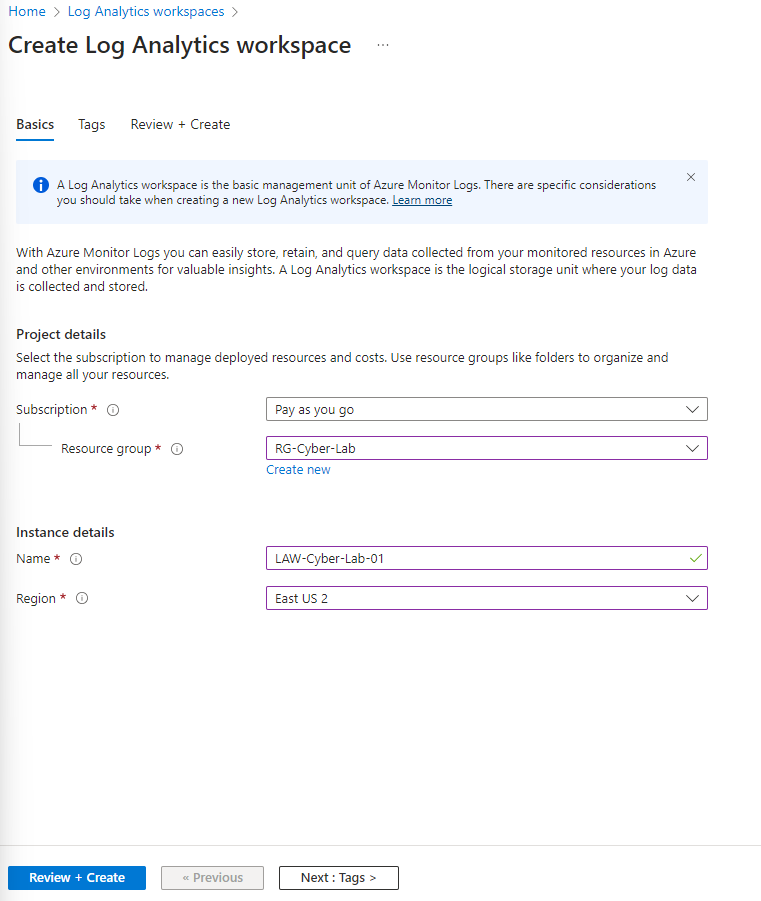 Home > Log Analytics workspaces >
Create Log Analytics workspace ...
Basics Tags Review + Create
A Log Analytics workspace is the basic management unit of Azure Monitor Logs. There are specific considerations
you should take when creating a new Log Analytics workspace. Learn more
With Azure Monitor Logs you can easily store, retain, and query data collected from your monitored resources in Azure
and other environments for valuable insights. A Log Analytics workspace is the logical storage unit where your log data
is collected and stored.
Project details
Select the subscription to manage deployed resources and costs. Use resource groups like folders to organize and
manage all your resources.
Subscription * Pay as you go
Resource group * RG-Cyber-Lab
Create new
Instance details
Name * LAW-Cyber-Lab-01
Region * East US 2
Review + Create « Previous Next : Tags >